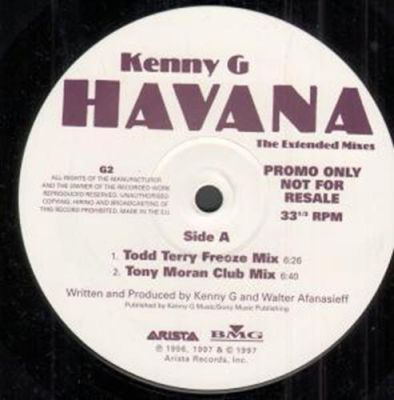 Kenny G
HAVANA
The Extended Mixes
G2
ALL RIGHTS OF THE MANUFACTURER
AND THE OWNER OF THE RECORDED WORK
REPRODUCED RESERVED. UNAUTHORISED
COPYING, HIRING AND BROADCASTING OF
THIS RECORD PROHIBITED. MADE IN THE E.U.
PROMO ONLY
NOT FOR
RESALE
33 1/3 RPM
Side A
1. Todd Terry Freeze Mix 6:26
2. Tony Moran Club Mix 6:40
Written and Produced by Kenny G and Walter Afanasieff
Published by Kenny G Music/Sony Music Publishing
ARISTA BMG
℗ 1996, 1997 & © 1997
Arista Records, Inc.